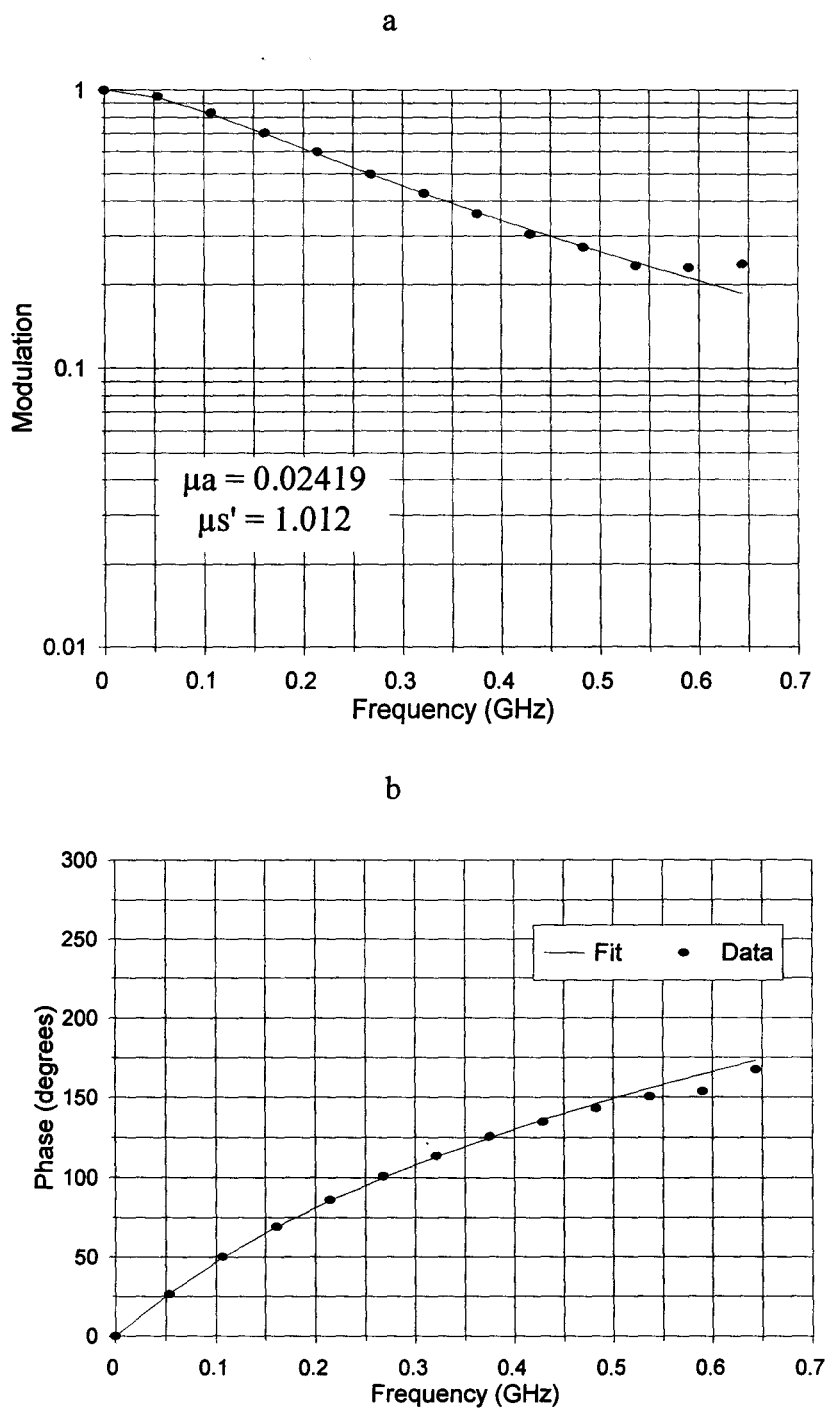 a
1
0.1
0.01
Modulation
μa = 0.02419
μs' = 1.012
0 0.1 0.2 0.3 0.4 0.5 0.6 0.7
Frequency (GHz)
b
300
250
200
150
100
50
0
Phase (degrees)
Fit Data
0 0.1 0.2 0.3 0.4 0.5 0.6 0.7
Frequency (GHz)